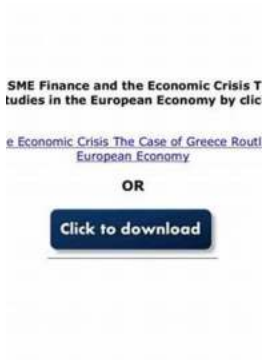 SME Finance and the Economic Crisis T
tudies in the European Economy by clic
e Economic Crisis The Case of Greece Routl
European Economy
OR
Click to download